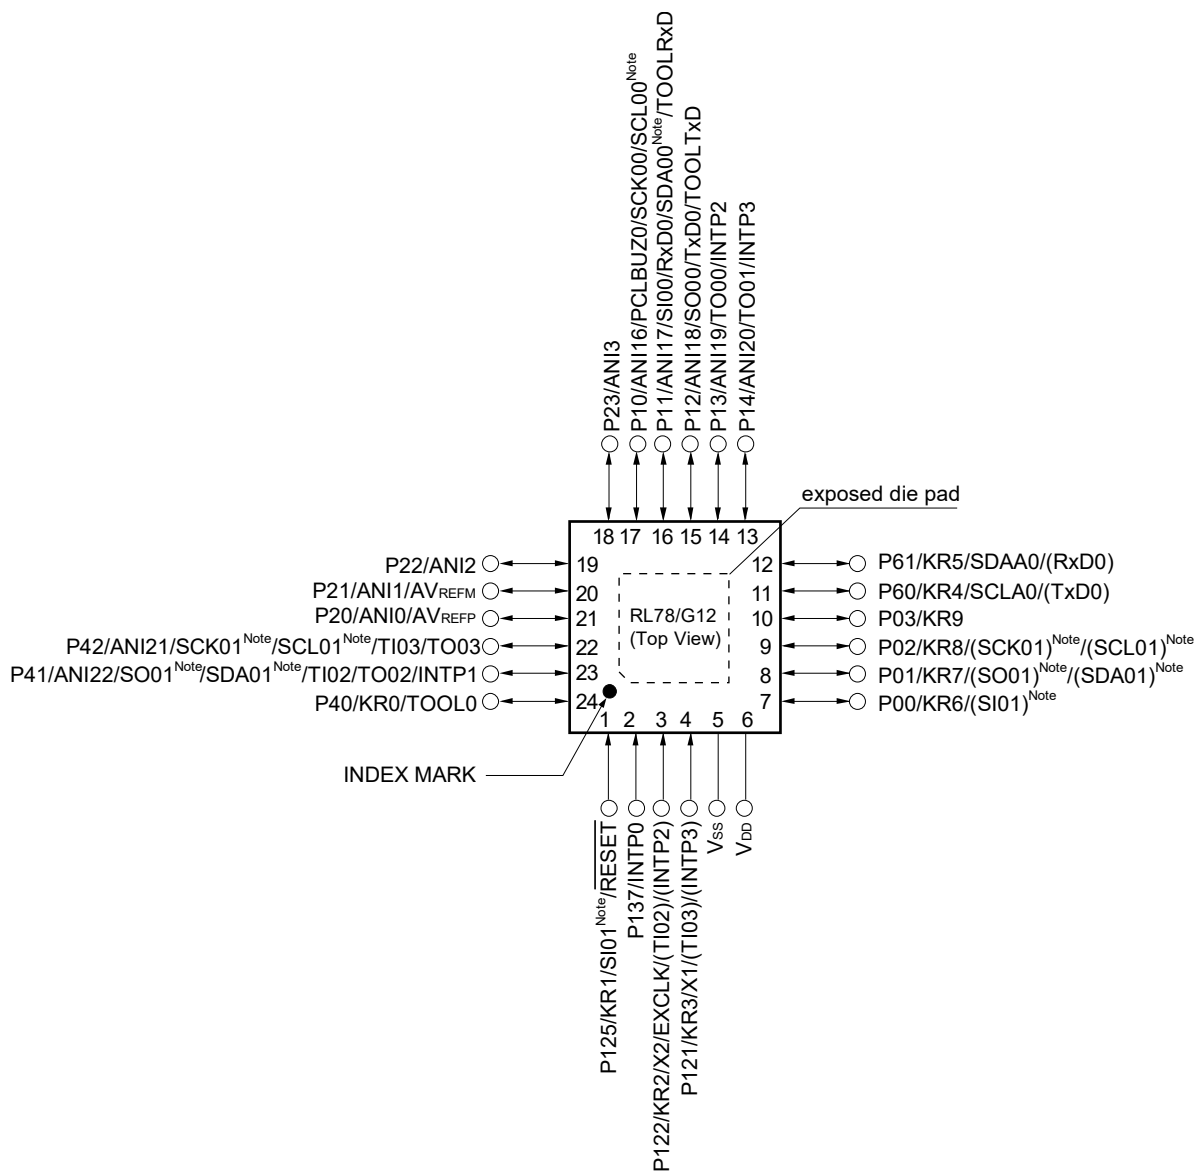 P23/ANI3
P10/ANI16/PCLBUZ0/SCK00/SCL00Note
P11/ANI17/SI00/RxD0/SDA00Note/TOOLRxD
P12/ANI18/SO00/TxD0/TOOLTxD
P13/ANI19/TO00/INTP2
P14/ANI20/TO01/INTP3
exposed die pad
18 17 16 15 14 13
P22/ANI2 19
P21/ANI1/AVREFM 20
P20/ANI0/AVREFP 21
P42/ANI21/SCK01Note/SCL01Note/TI03/TO03 22
P41/ANI22/SO01Note/SDA01Note/TI02/TO02/INTP1 23
P40/KR0/TOOL0 24
RL78/G12
(Top View)
12 P61/KR5/SDAA0/(RxD0)
11 P60/KR4/SCLA0/(TxD0)
10 P03/KR9
9 P02/KR8/(SCK01)Note/(SCL01)Note
8 P01/KR7/(SO01)Note/(SDA01)Note
7 P00/KR6/(SI01)Note
1 2 3 4 5 6
INDEX MARK
P125/KR1/SI01Note/RESET
P137/INTP0
P122/KR2/X2/EXCLK/(TI02)/(INTP2)
P121/KR3/X1/(TI03)/(INTP3)
VSS
VDD